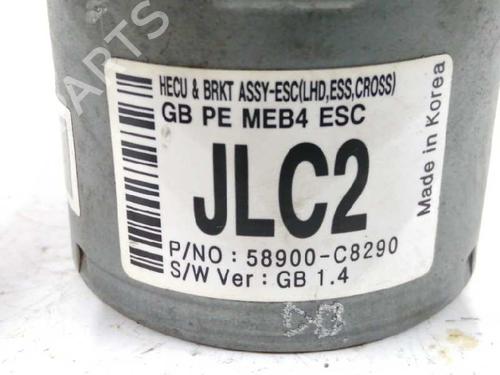 HECU & BRKT ASSY-ESC(LHD,ESS,CROSS)
GB PE MEB4 ESC
JLC2
P/NO : 58900-C8290
S/W Ver : GB 1.4
Made in Korea
PARTS